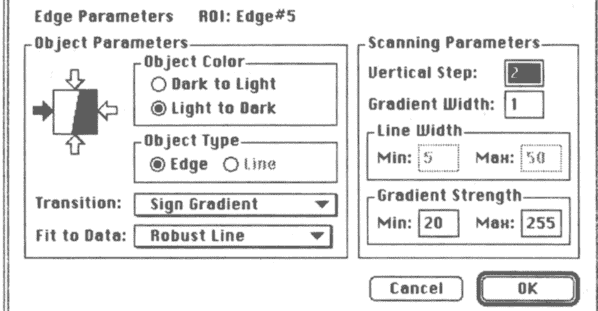 Edge Parameters ROI: Edge#5
Object Parameters
Object Color
Dark to Light
Light to Dark
Object Type
Edge Line
Transition: Sign Gradient
Fit to Data: Robust Line
Scanning Parameters
Vertical Step: 2
Gradient Width: 1
Line Width
Min: 5 Max: 50
Gradient Strength
Min: 20 Max: 255
Cancel OK